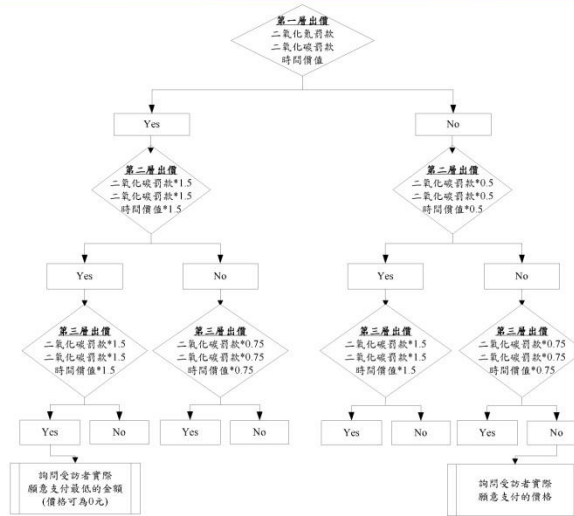 第一層出價
二氧化氮罰款
二氧化碳罰款
時間價值
Yes
No
第二層出價
二氧化碳罰款*1.5
二氧化碳罰款*1.5
時間價值*1.5
第二層出價
二氧化碳罰款*0.5
二氧化碳罰款*0.5
時間價值*0.5
Yes
No
Yes
No
第三層出價
二氧化碳罰款*1.5
二氧化碳罰款*1.5
時間價值*1.5
第三層出價
二氧化碳罰款*0.75
二氧化碳罰款*0.75
時間價值*0.75
第三層出價
二氧化碳罰款*1.5
二氧化碳罰款*1.5
時間價值*1.5
第三層出價
二氧化碳罰款*0.75
二氧化碳罰款*0.75
時間價值*0.75
Yes
No
Yes
No
Yes
No
Yes
No
詢問受訪者實際
願意支付最低的金額
(價格可為0元)
詢問受訪者實際
願意支付的價格